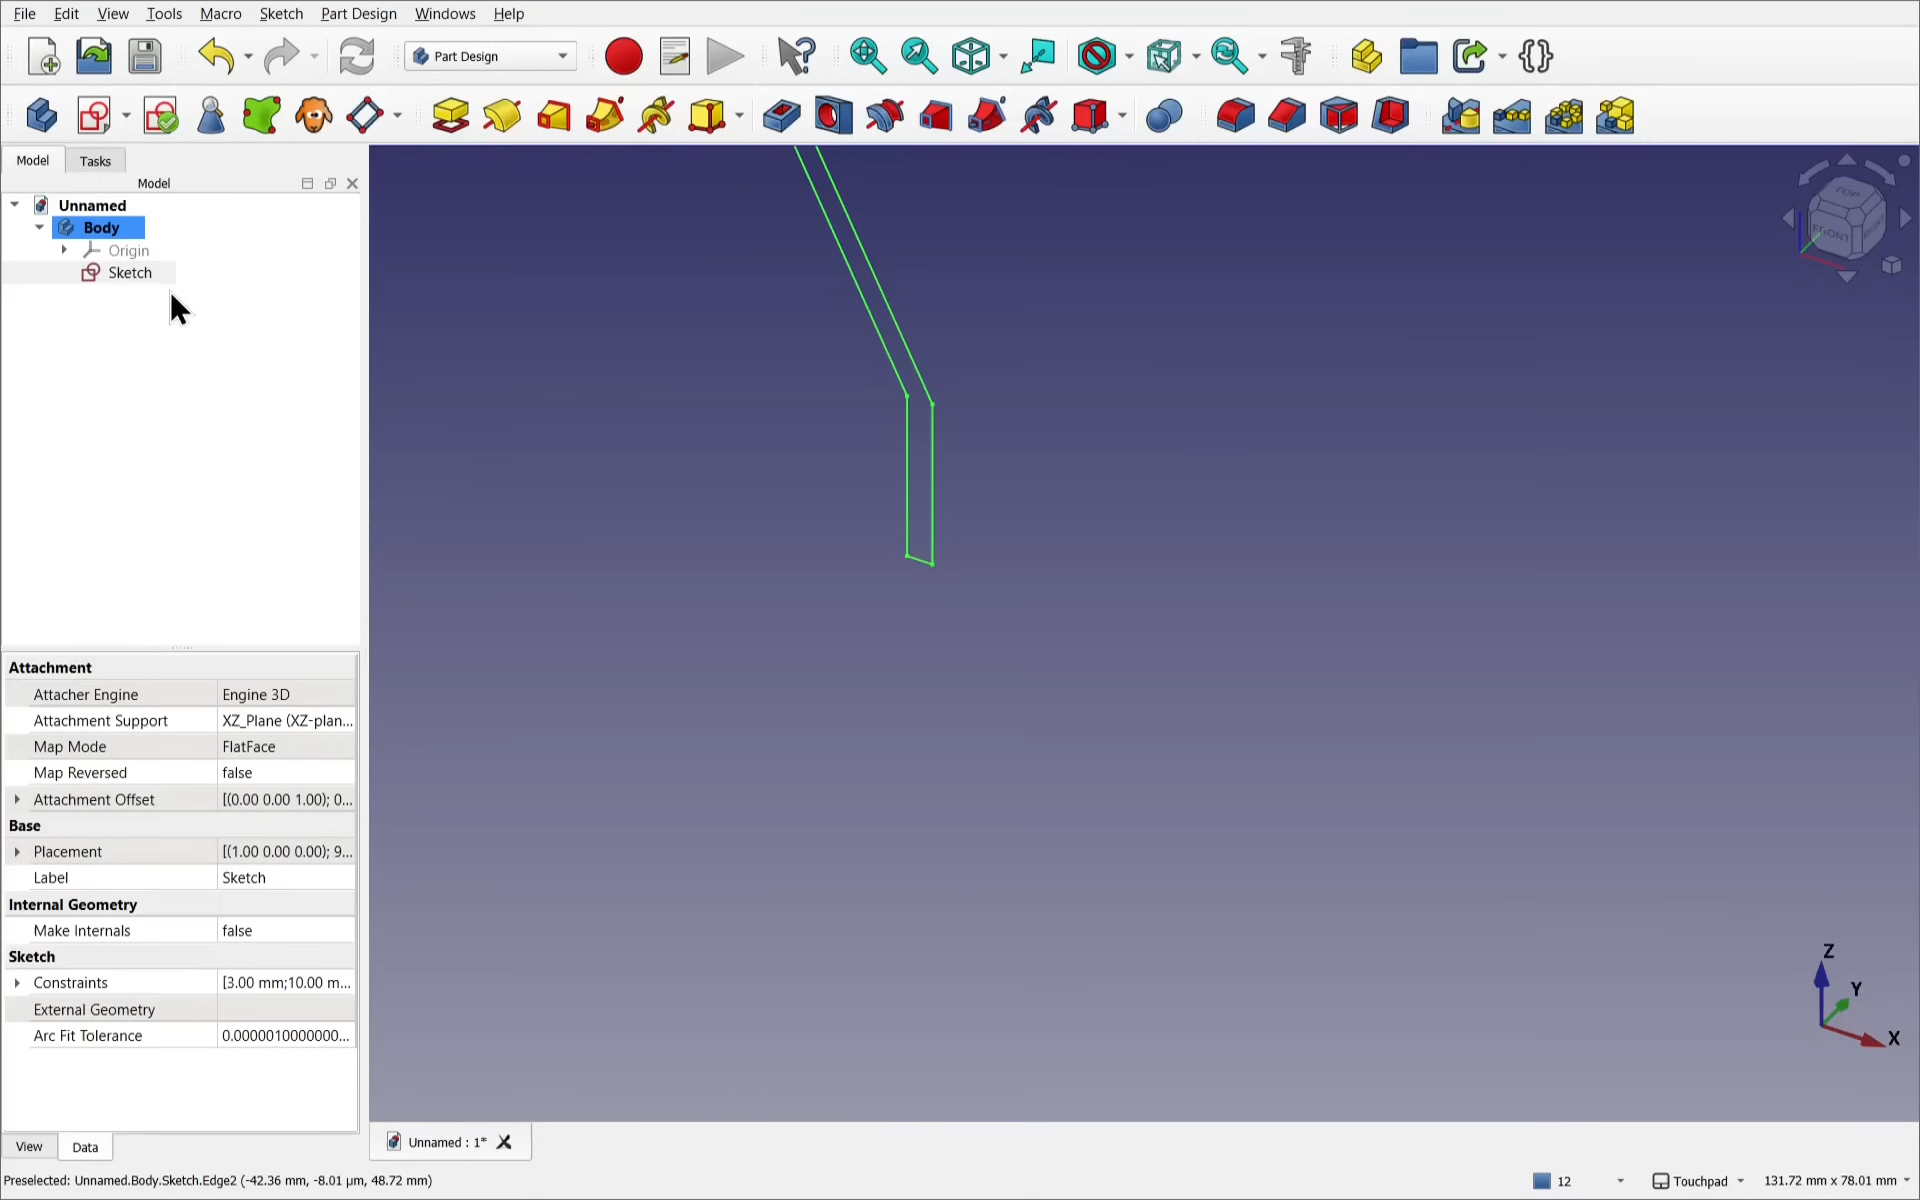 File Edit View Tools Macro Sketch Part Design Windows Help
Part Design
Model Tasks
Model
Unnamed
Body
Origin
Sketch
TOP
FRONT
RIGHT
Attachment
Attacher Engine Engine 3D
Attachment Support XZ_Plane (XZ-plan...
Map Mode FlatFace
Map Reversed false
Attachment Offset [(0.00 0.00 1.00); 0...
Base
Placement [(1.00 0.00 0.00); 9...
Label Sketch
Internal Geometry
Make Internals false
Sketch
Constraints [3.00 mm;10.00 m...
External Geometry
Arc Fit Tolerance 0.0000010000000...
Z
Y
X
View Data
Unnamed : 1*
Preselected: Unnamed.Body.Sketch.Edge2 (-42.36 mm, -8.01 µm, 48.72 mm)
12 Touchpad 131.72 mm x 78.01 mm